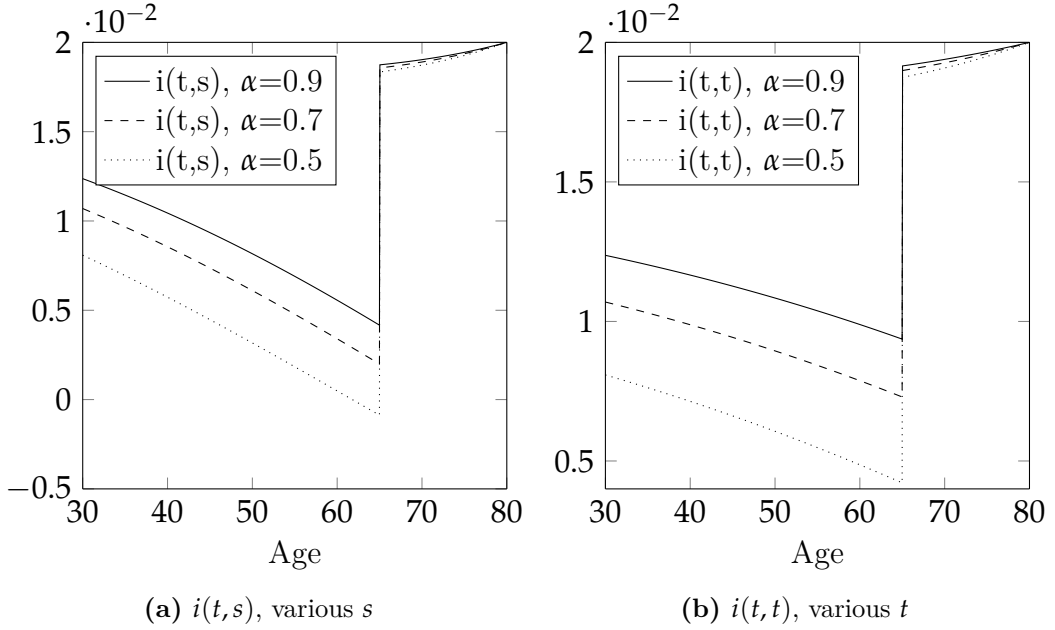 ·10⁻²
2
1.5
1
0.5
0
−0.5
30 40 50 60 70 80
Age
i(t,s), α=0.9
i(t,s), α=0.7
i(t,s), α=0.5
(a) i(t, s), various s
·10⁻²
2
1.5
1
0.5
30 40 50 60 70 80
Age
i(t,t), α=0.9
i(t,t), α=0.7
i(t,t), α=0.5
(b) i(t, t), various t